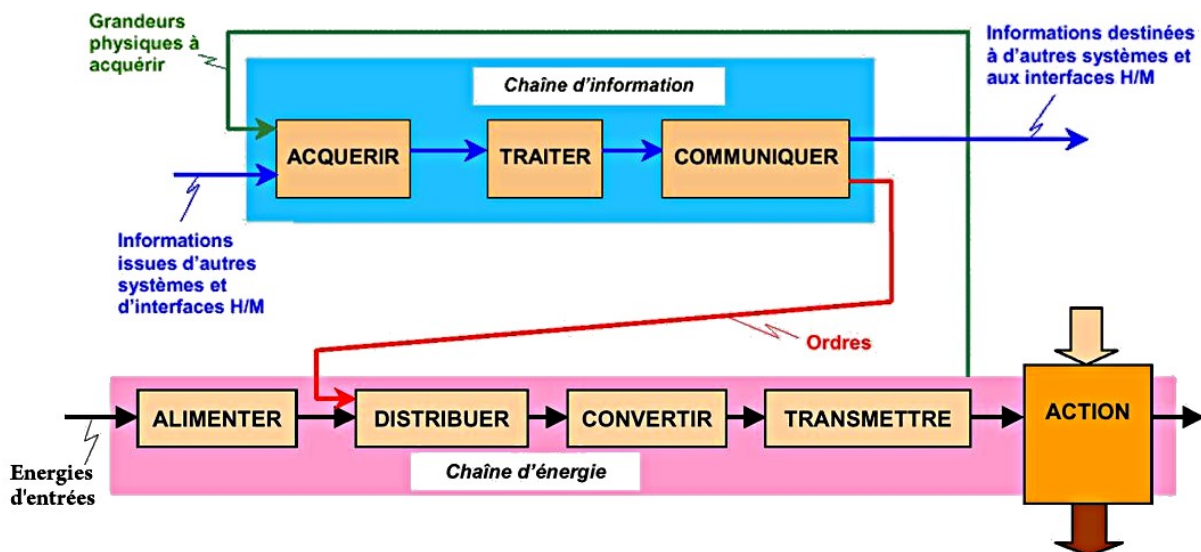 Grandeurs
physiques à
acquérir
Informations destinées
à d'autres systèmes et
aux interfaces H/M
Chaîne d'information
ACQUERIR
TRAITER
COMMUNIQUER
Informations
issues d'autres
systèmes et
d'interfaces H/M
Ordres
ALIMENTER
DISTRIBUER
CONVERTIR
TRANSMETTRE
ACTION
Chaîne d'énergie
Energies
d'entrées